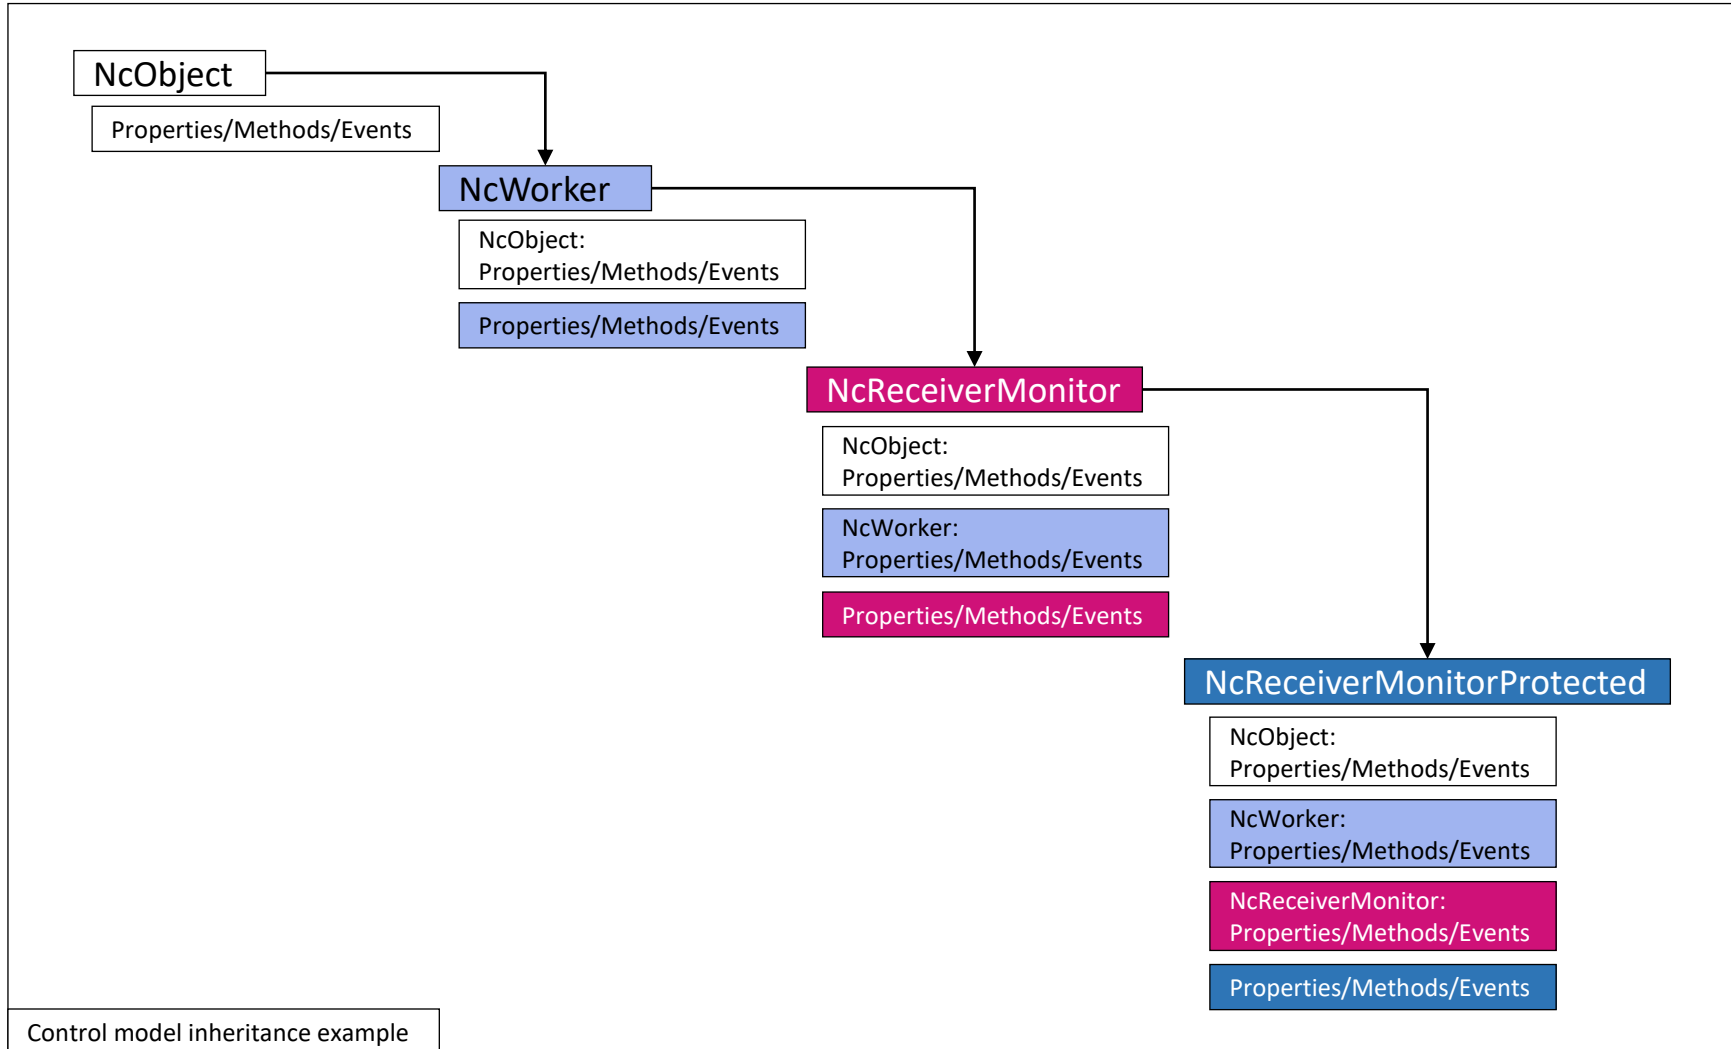 NcObject
Properties/Methods/Events
NcWorker
NcObject:
Properties/Methods/Events
Properties/Methods/Events
NcReceiverMonitor
NcObject:
Properties/Methods/Events
NcWorker:
Properties/Methods/Events
Properties/Methods/Events
NcReceiverMonitorProtected
NcObject:
Properties/Methods/Events
NcWorker:
Properties/Methods/Events
NcReceiverMonitor:
Properties/Methods/Events
Properties/Methods/Events
Control model inheritance example